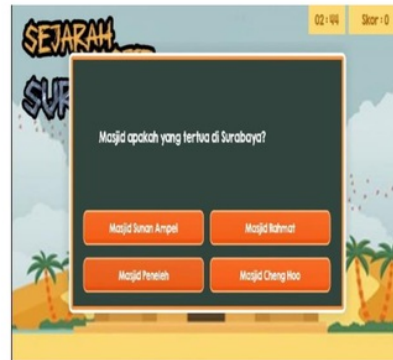 02:44 Skor : 0
SEJARAH
SUR
Masjid apakah yang tertua di Surabaya?
Masjid Sunan Ampel Masjid Rahmat
Masjid Peneleh Masjid Cheng Hoo